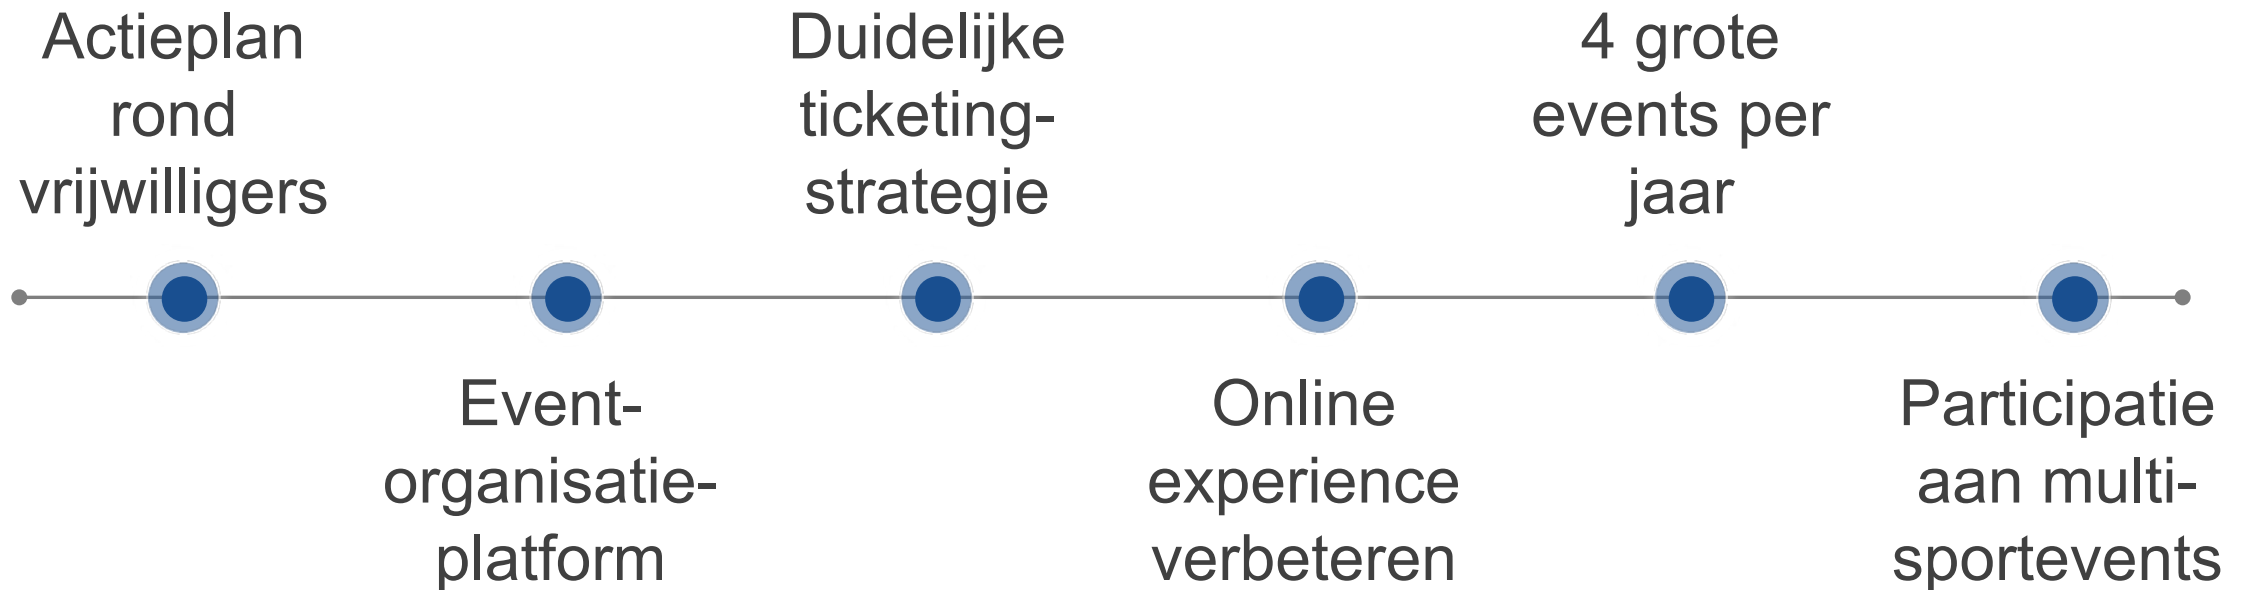 Actieplan
rond
vrijwilligers
Event-
organisatie-
platform
Duidelijke
ticketing-
strategie
Online
experience
verbeteren
4 grote
events per
jaar
Participatie
aan multi-
sportevents